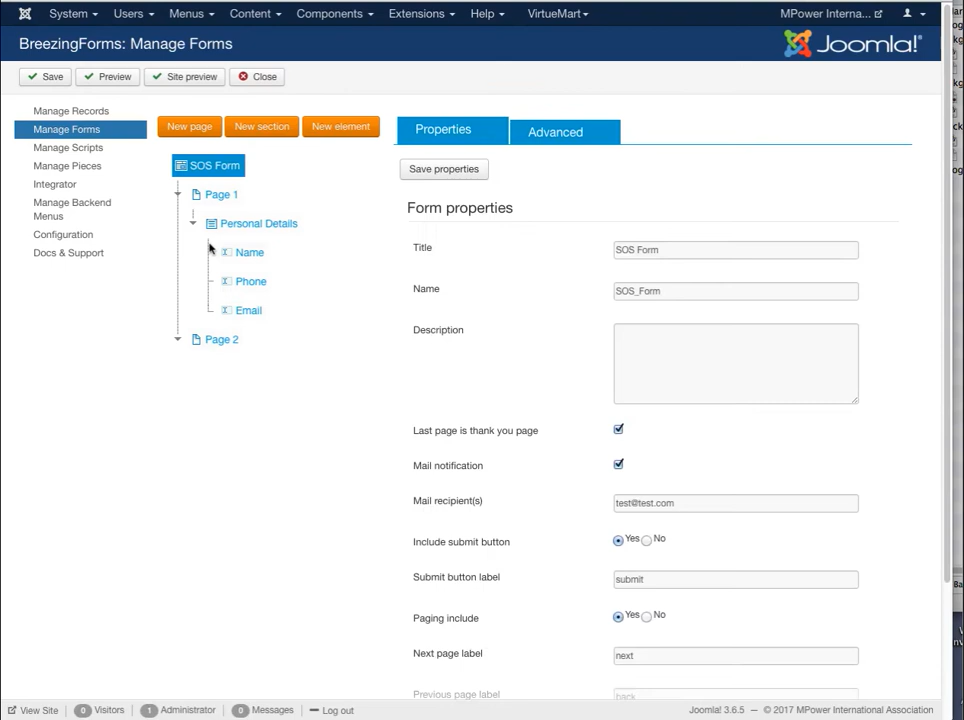 System Users Menus Content Components Extensions Help VirtueMart MPower Interna...
BreezingForms: Manage Forms
Joomla!
Save Preview Site preview Close
Manage Records
Manage Forms
Manage Scripts
Manage Pieces
Integrator
Manage Backend
Menus
Configuration
Docs & Support
New page New section New element
SOS Form
Page 1
Personal Details
Name
Phone
Email
Page 2
Properties Advanced
Save properties
Form properties
Title SOS Form
Name SOS_Form
Description
Last page is thank you page
Mail notification
Mail recipient(s) test@test.com
Include submit button Yes No
Submit button label submit
Paging include Yes No
Next page label next
Previous page label back
View Site 0 Visitors 1 Administrator 0 Messages Log out Joomla! 3.6.5 — © 2017 MPower International Association